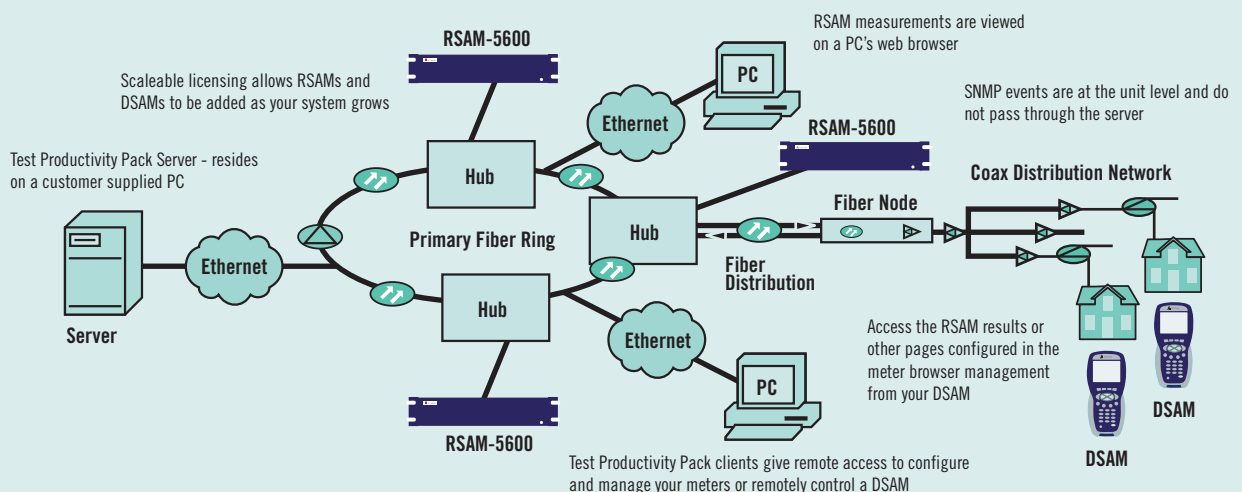 RSAM-5600
RSAM measurements are viewed
on a PC's web browser
Scaleable licensing allows RSAMs and
DSAMs to be added as your system grows
PC
Ethernet
SNMP events are at the unit level and do
not pass through the server
RSAM-5600
Test Productivity Pack Server - resides
on a customer supplied PC
Hub
Coax Distribution Network
Fiber Node
Primary Fiber Ring
Hub
Ethernet
Fiber
Distribution
Server
Hub
Ethernet
Access the RSAM results or
other pages configured in the
meter browser management
from your DSAM
PC
DSAM
RSAM-5600
DSAM
Test Productivity Pack clients give remote access to configure
and manage your meters or remotely control a DSAM